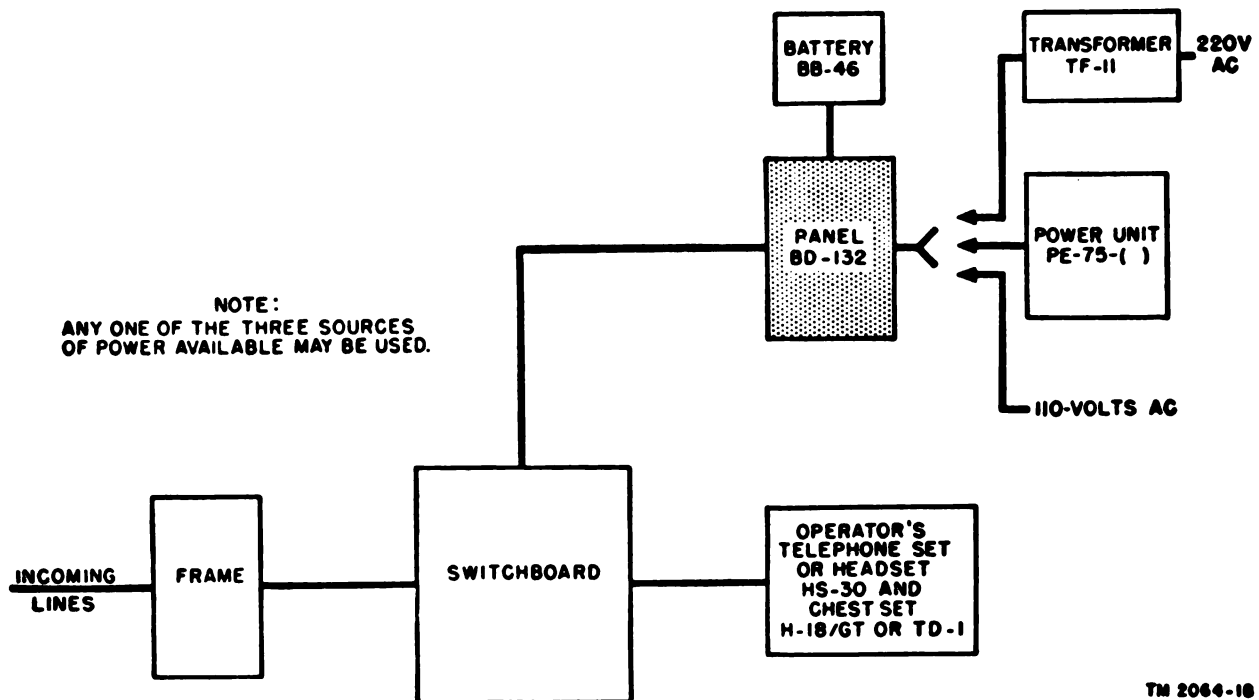 BATTERY
BB-46
TRANSFORMER
TF-11
220V
AC
PANEL
BD-132
POWER UNIT
PE-75-( )
110-VOLTS AC
NOTE:
ANY ONE OF THE THREE SOURCES
OF POWER AVAILABLE MAY BE USED.
INCOMING
LINES
FRAME
SWITCHBOARD
OPERATOR'S
TELEPHONE SET
OR HEADSET
HS-30 AND
CHEST SET
H-18/GT OR TD-1
TM 2064-18